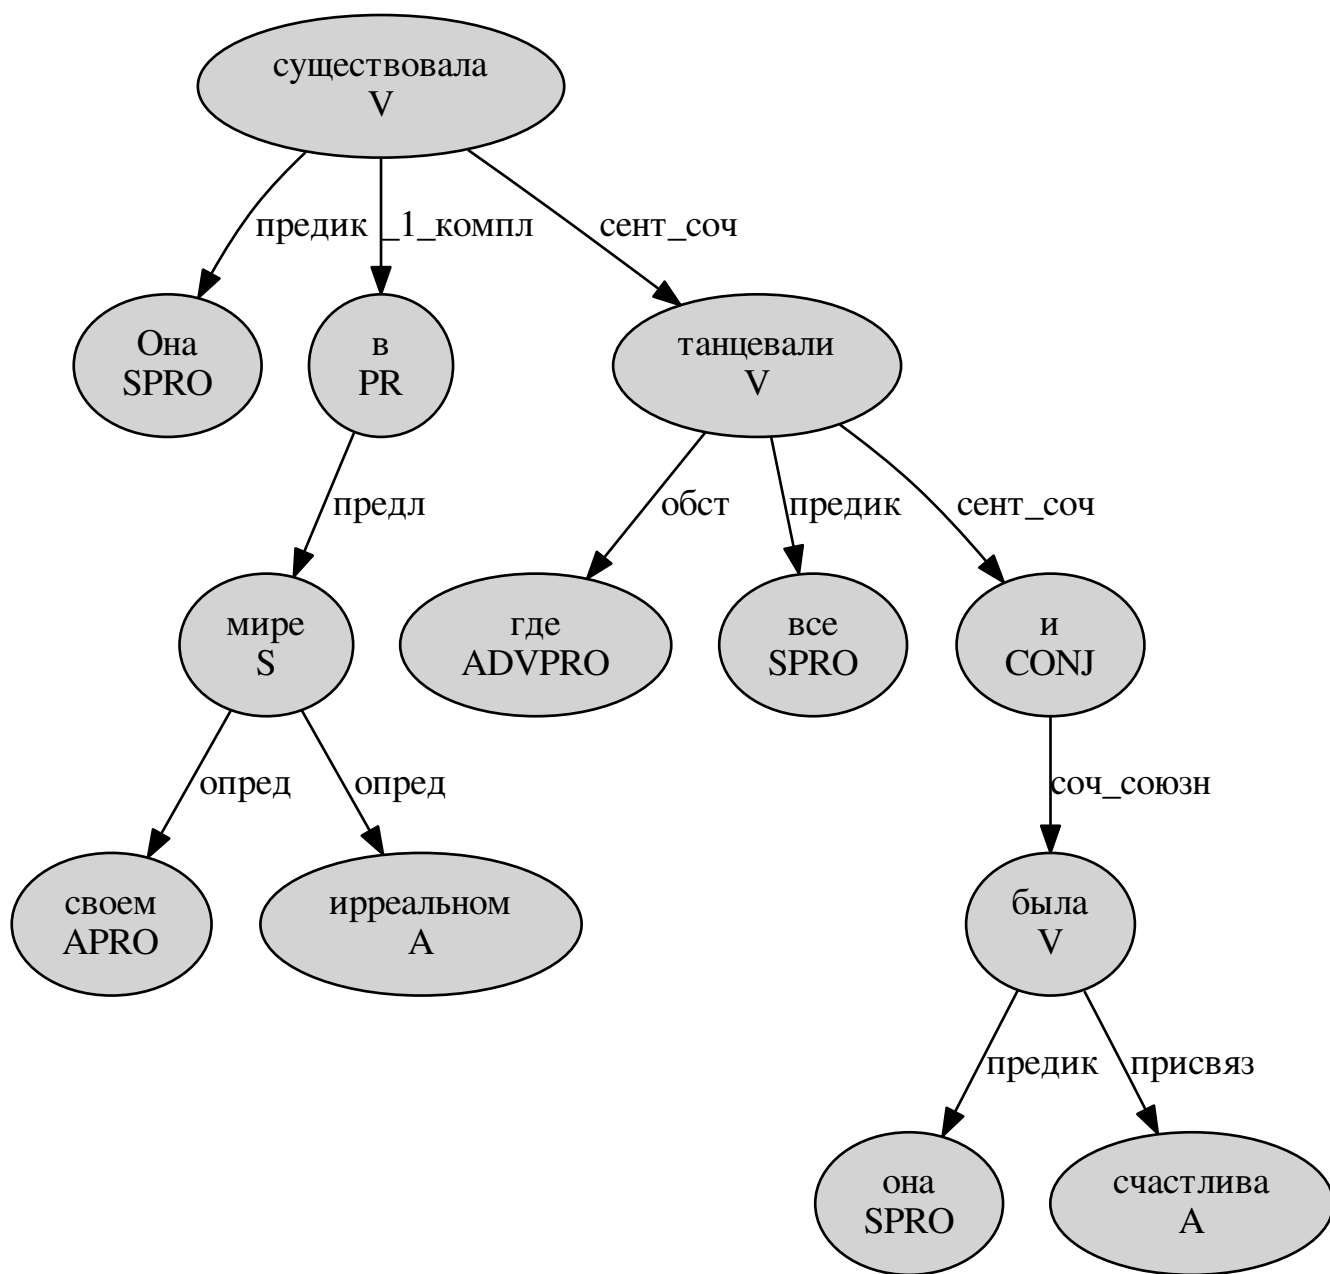 существовала
V
предик
_1_компл
сент_соч
Она
SPRO
в
PR
танцевали
V
предл
обст
предик
сент_соч
мире
S
где
ADVPRO
все
SPRO
и
CONJ
опред
опред
соч_союзн
своем
APRO
ирреальном
A
была
V
предик
присвяз
она
SPRO
счастлива
A